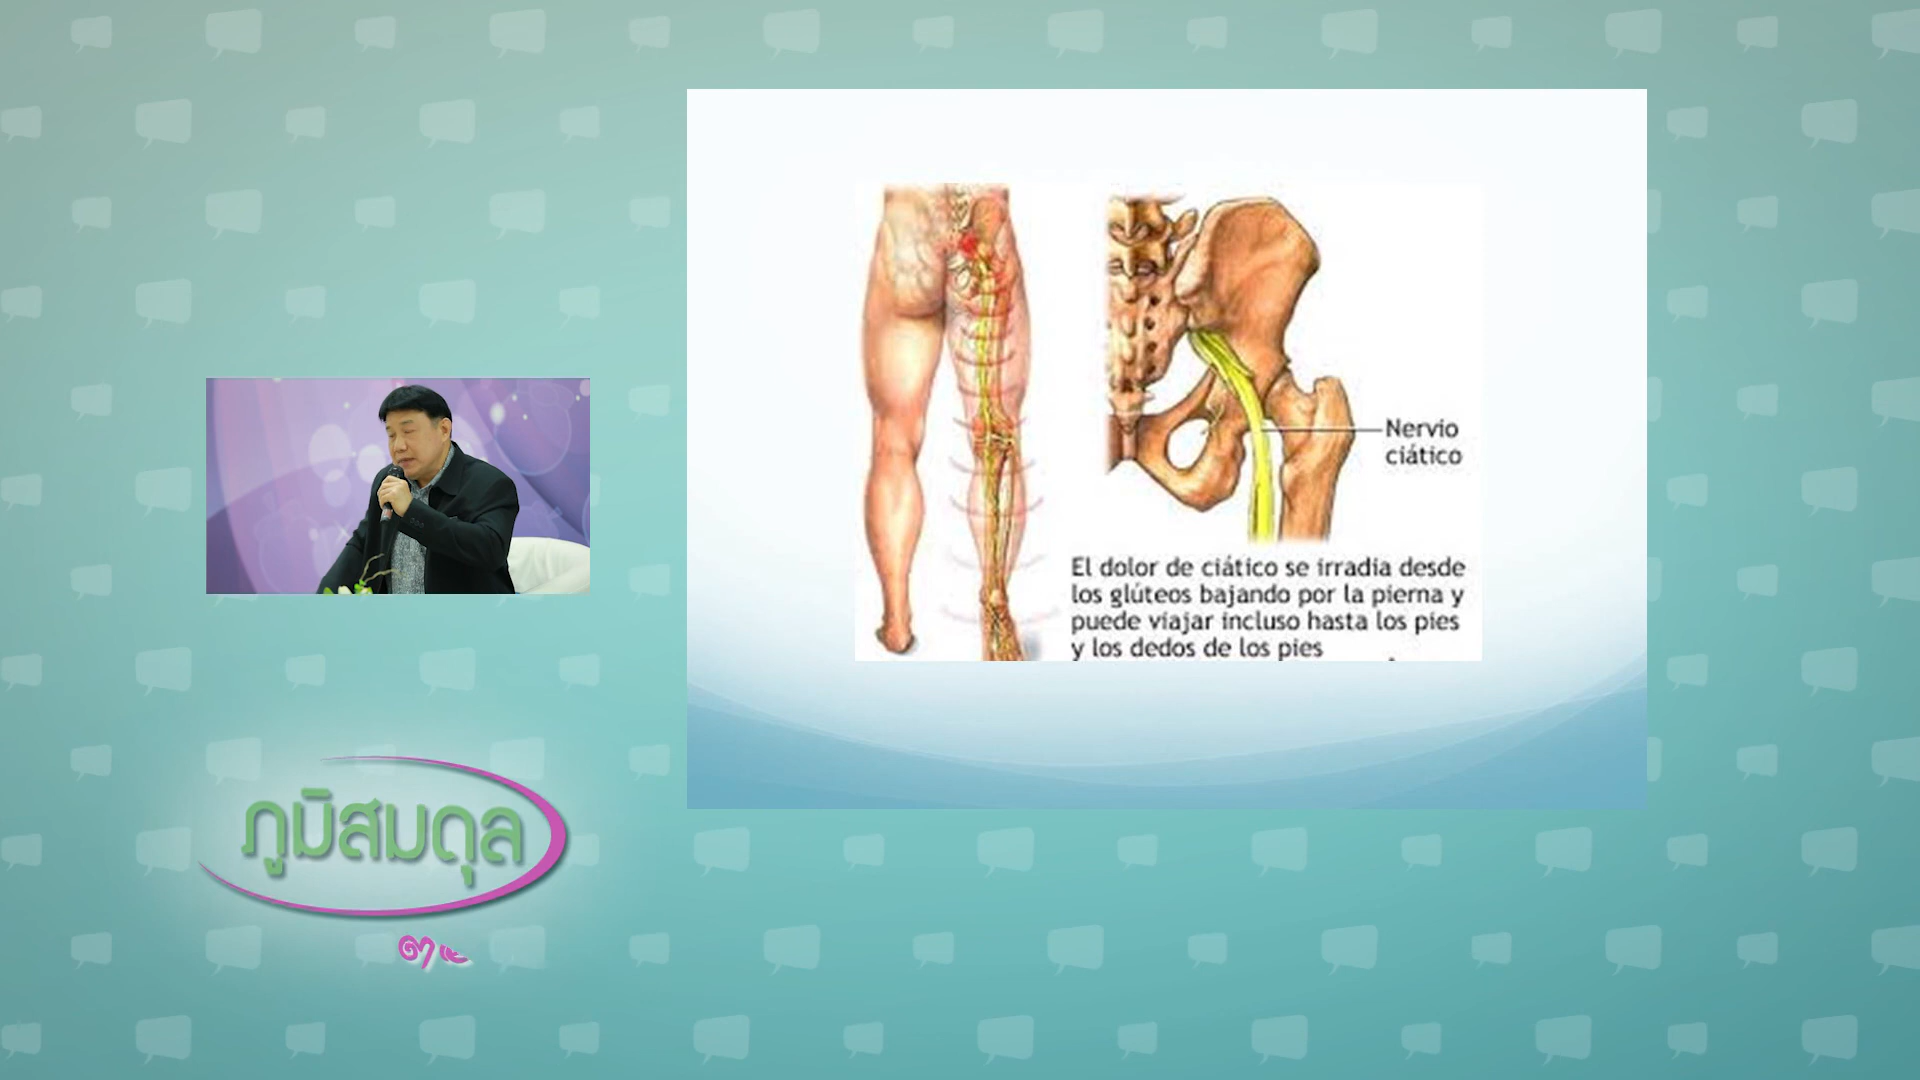 Nervio
ciático
El dolor de ciático se irradia desde
los glúteos bajando por la pierna y
puede viajar incluso hasta los pies
y los dedos de los pies
ภูมิสมดุล